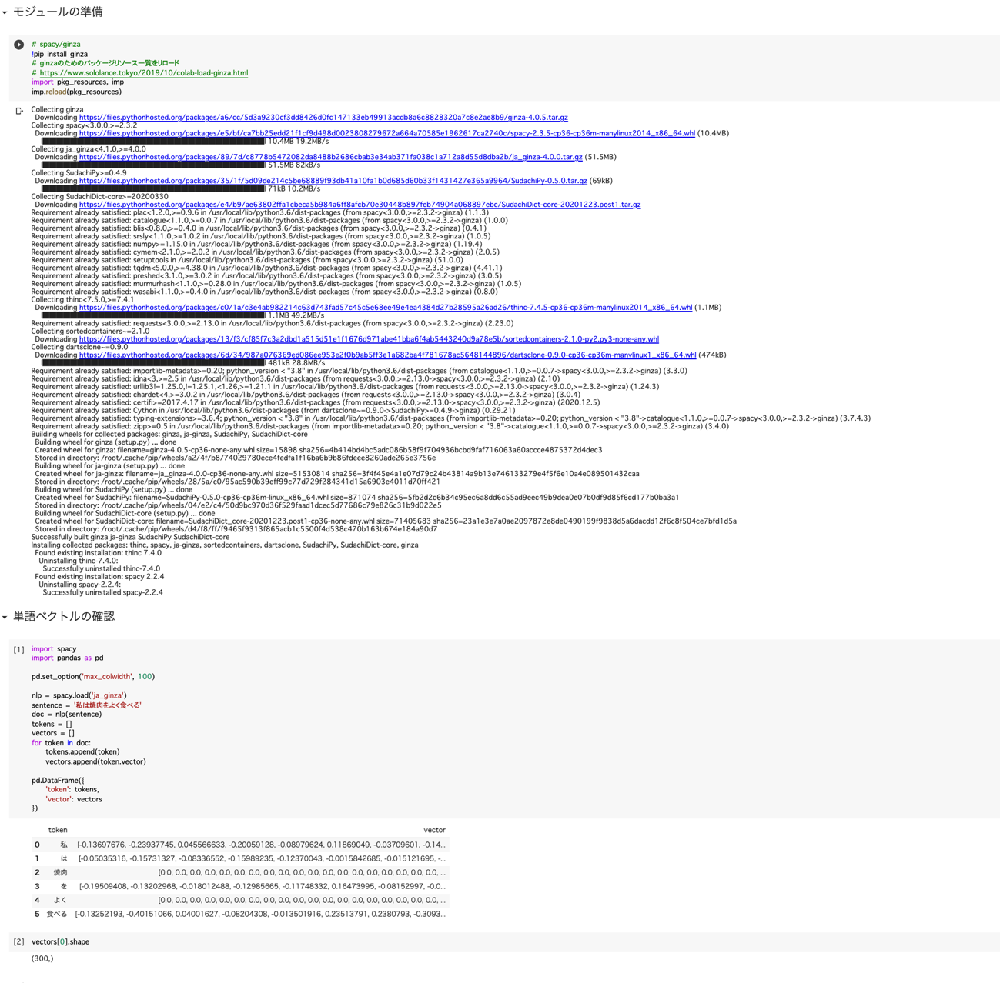 モジュールの準備
# spacy/ginza
!pip install ginza
# ginzaのためのパッケージリソース一覧をリロード
# https://www.sololance.tokyo/2019/10/colab-load-ginza.html
import pkg_resources, imp
imp.reload(pkg_resources)
Collecting ginza
Downloading https://files.pythonhosted.org/packages/a6/cc/5d3a9230cf3dd8426d0fc147133eb49913acdb8a6c8828320a7c8e2ae8b9/ginza-4.0.5.tar.gz
Collecting spacy<3.0.0,>=2.3.2
Downloading https://files.pythonhosted.org/packages/e5/bf/ca7bb25edd21f1cf9d498d0023808279672a664a70585e1962617ca2740c/spacy-2.3.5-cp36-cp36m-manylinux2014_x86_64.whl (10.4MB)
10.4MB 19.2MB/s
Collecting ja_ginza<4.1.0,>=4.0.0
Downloading https://files.pythonhosted.org/packages/89/7d/c8778b5472082da8488b2686cbab3e34ab371fa038c1a712a8d55d8dba2b/ja_ginza-4.0.0.tar.gz (51.5MB)
51.5MB 82kB/s
Collecting SudachiPy>=0.4.9
Downloading https://files.pythonhosted.org/packages/35/1f/5d09de214c5be68889f93db41a10fa1b0d685d60b33f1431427e365a9964/SudachiPy-0.5.0.tar.gz (69kB)
71kB 10.2MB/s
Collecting SudachiDict-core>=20200330
Downloading https://files.pythonhosted.org/packages/e4/b9/ae63802ffa1cbeca5b984a6ff8afcb70e30448b897feb74904a068897ebc/SudachiDict-core-20201223.post1.tar.gz
Requirement already satisfied: plac<1.2.0,>=0.9.6 in /usr/local/lib/python3.6/dist-packages (from spacy<3.0.0,>=2.3.2->ginza) (1.1.3)
Requirement already satisfied: catalogue<1.1.0,>=0.0.7 in /usr/local/lib/python3.6/dist-packages (from spacy<3.0.0,>=2.3.2->ginza) (1.0.0)
Requirement already satisfied: blis<0.8.0,>=0.4.0 in /usr/local/lib/python3.6/dist-packages (from spacy<3.0.0,>=2.3.2->ginza) (0.4.1)
Requirement already satisfied: srsly<1.1.0,>=1.0.2 in /usr/local/lib/python3.6/dist-packages (from spacy<3.0.0,>=2.3.2->ginza) (1.0.5)
Requirement already satisfied: numpy>=1.15.0 in /usr/local/lib/python3.6/dist-packages (from spacy<3.0.0,>=2.3.2->ginza) (1.19.4)
Requirement already satisfied: cymem<2.1.0,>=2.0.2 in /usr/local/lib/python3.6/dist-packages (from spacy<3.0.0,>=2.3.2->ginza) (2.0.5)
Requirement already satisfied: setuptools in /usr/local/lib/python3.6/dist-packages (from spacy<3.0.0,>=2.3.2->ginza) (51.0.0)
Requirement already satisfied: tqdm<5.0.0,>=4.38.0 in /usr/local/lib/python3.6/dist-packages (from spacy<3.0.0,>=2.3.2->ginza) (4.41.1)
Requirement already satisfied: preshed<3.1.0,>=3.0.2 in /usr/local/lib/python3.6/dist-packages (from spacy<3.0.0,>=2.3.2->ginza) (3.0.5)
Requirement already satisfied: murmurhash<1.1.0,>=0.28.0 in /usr/local/lib/python3.6/dist-packages (from spacy<3.0.0,>=2.3.2->ginza) (1.0.5)
Requirement already satisfied: wasabi<1.1.0,>=0.4.0 in /usr/local/lib/python3.6/dist-packages (from spacy<3.0.0,>=2.3.2->ginza) (0.8.0)
Collecting thinc<7.5.0,>=7.4.1
Downloading https://files.pythonhosted.org/packages/c0/1a/c3e4ab982214c63d743fad57c45c5e68ee49e4ea4384d27b28595a26ad26/thinc-7.4.5-cp36-cp36m-manylinux2014_x86_64.whl (1.1MB)
1.1MB 49.2MB/s
Requirement already satisfied: requests<3.0.0,>=2.13.0 in /usr/local/lib/python3.6/dist-packages (from spacy<3.0.0,>=2.3.2->ginza) (2.23.0)
Collecting sortedcontainers~=2.1.0
Downloading https://files.pythonhosted.org/packages/13/f3/cf85f7c3a2dbd1a515d51e1f1676d971abe41bba6f4ab5443240d9a78e5b/sortedcontainers-2.1.0-py2.py3-none-any.whl
Collecting dartsclone~=0.9.0
Downloading https://files.pythonhosted.org/packages/6d/34/987a076369ed086ee953e2f0b9ab5ff3e1a682ba4f781678ac5648144896/dartsclone-0.9.0-cp36-cp36m-manylinux1_x86_64.whl (474kB)
481kB 28.8MB/s
Requirement already satisfied: importlib-metadata>=0.20; python_version < "3.8" in /usr/local/lib/python3.6/dist-packages (from catalogue<1.1.0,>=0.0.7->spacy<3.0.0,>=2.3.2->ginza) (3.3.0)
Requirement already satisfied: idna<3,>=2.5 in /usr/local/lib/python3.6/dist-packages (from requests<3.0.0,>=2.13.0->spacy<3.0.0,>=2.3.2->ginza) (2.10)
Requirement already satisfied: urllib3!=1.25.0,!=1.25.1,<1.26,>=1.21.1 in /usr/local/lib/python3.6/dist-packages (from requests<3.0.0,>=2.13.0->spacy<3.0.0,>=2.3.2->ginza) (1.24.3)
Requirement already satisfied: chardet<4,>=3.0.2 in /usr/local/lib/python3.6/dist-packages (from requests<3.0.0,>=2.13.0->spacy<3.0.0,>=2.3.2->ginza) (3.0.4)
Requirement already satisfied: certifi>=2017.4.17 in /usr/local/lib/python3.6/dist-packages (from requests<3.0.0,>=2.13.0->spacy<3.0.0,>=2.3.2->ginza) (2020.12.5)
Requirement already satisfied: Cython in /usr/local/lib/python3.6/dist-packages (from dartsclone~=0.9.0->SudachiPy>=0.4.9->ginza) (0.29.21)
Requirement already satisfied: typing-extensions>=3.6.4; python_version < "3.8" in /usr/local/lib/python3.6/dist-packages (from importlib-metadata>=0.20; python_version < "3.8"->catalogue<1.1.0,>=0.0.7->spacy<3.0.0,>=2.3.2->ginza) (3.7.4.3)
Requirement already satisfied: zipp>=0.5 in /usr/local/lib/python3.6/dist-packages (from importlib-metadata>=0.20; python_version < "3.8"->catalogue<1.1.0,>=0.0.7->spacy<3.0.0,>=2.3.2->ginza) (3.4.0)
Building wheels for collected packages: ginza, ja-ginza, SudachiPy, SudachiDict-core
Building wheel for ginza (setup.py) ... done
Created wheel for ginza: filename=ginza-4.0.5-cp36-none-any.whl size=15898 sha256=4b414bd4bc5adc086b58f9f704936bcbd9faf716063a60accce4875372d4dec3
Stored in directory: /root/.cache/pip/wheels/a2/4f/b8/74029780ece4fedfa1f16ba6b9b86fdeee8260ade265e3756e
Building wheel for ja-ginza (setup.py) ... done
Created wheel for ja-ginza: filename=ja_ginza-4.0.0-cp36-none-any.whl size=51530814 sha256=3f4f45e4a1e07d79c24b43814a9b13e746133279e4f5f6e10a4e089501432caa
Stored in directory: /root/.cache/pip/wheels/28/5a/c0/95ac590b39eff99c77d729f284341d15a6903e4011d70ff421
Building wheel for SudachiPy (setup.py) ... done
Created wheel for SudachiPy: filename=SudachiPy-0.5.0-cp36-cp36m-linux_x86_64.whl size=871074 sha256=5fb2d2c6b34c95ec6a8dd6c55ad9eec49b9dea0e07b0df9d85f6cd177b0ba3a1
Stored in directory: /root/.cache/pip/wheels/04/e2/c4/50d9bc970d36f529faad1dcec5d77686c79e826c31b9d022e5
Building wheel for SudachiDict-core (setup.py) ... done
Created wheel for SudachiDict-core: filename=SudachiDict_core-20201223.post1-cp36-none-any.whl size=71405683 sha256=23a1e3e7a0ae2097872e8de0490199f9838d5a6dacdd12f6c8f504ce7bfd1d5a
Stored in directory: /root/.cache/pip/wheels/d4/f8/ff/f9465f9313f865acb1c5500f4d538c470b163b674e184a90d7
Successfully built ginza ja-ginza SudachiPy SudachiDict-core
Installing collected packages: thinc, spacy, ja-ginza, sortedcontainers, dartsclone, SudachiPy, SudachiDict-core, ginza
Found existing installation: thinc 7.4.0
Uninstalling thinc-7.4.0:
Successfully uninstalled thinc-7.4.0
Found existing installation: spacy 2.2.4
Uninstalling spacy-2.2.4:
Successfully uninstalled spacy-2.2.4
単語ベクトルの確認
[1] import spacy
import pandas as pd
pd.set_option('max_colwidth', 100)
nlp = spacy.load('ja_ginza')
sentence = '私は焼肉をよく食べる'
doc = nlp(sentence)
tokens = []
vectors = []
for token in doc:
tokens.append(token)
vectors.append(token.vector)
pd.DataFrame({
'token': tokens,
'vector': vectors
})
token vector
0 私 [-0.13697676, -0.23937745, 0.045566633, -0.20059128, -0.08979624, 0.11869049, -0.03709601, -0.14...
1 は [-0.05035316, -0.15731327, -0.08336552, -0.15989235, -0.12370043, -0.0015842685, -0.015121695, -...
2 焼肉 [0.0, 0.0, 0.0, 0.0, 0.0, 0.0, 0.0, 0.0, 0.0, 0.0, 0.0, 0.0, 0.0, 0.0, 0.0, 0.0, 0.0, 0.0, 0.0, ...
3 を [-0.19509408, -0.13202968, -0.018012488, -0.12985665, -0.11748332, 0.16473995, -0.08152997, -0.0...
4 よく [0.0, 0.0, 0.0, 0.0, 0.0, 0.0, 0.0, 0.0, 0.0, 0.0, 0.0, 0.0, 0.0, 0.0, 0.0, 0.0, 0.0, 0.0, 0.0, ...
5 食べる [-0.13252193, -0.40151066, 0.04001627, -0.08204308, -0.013501916, 0.23513791, 0.2380793, -0.3093...
[2] vectors[0].shape
(300,)